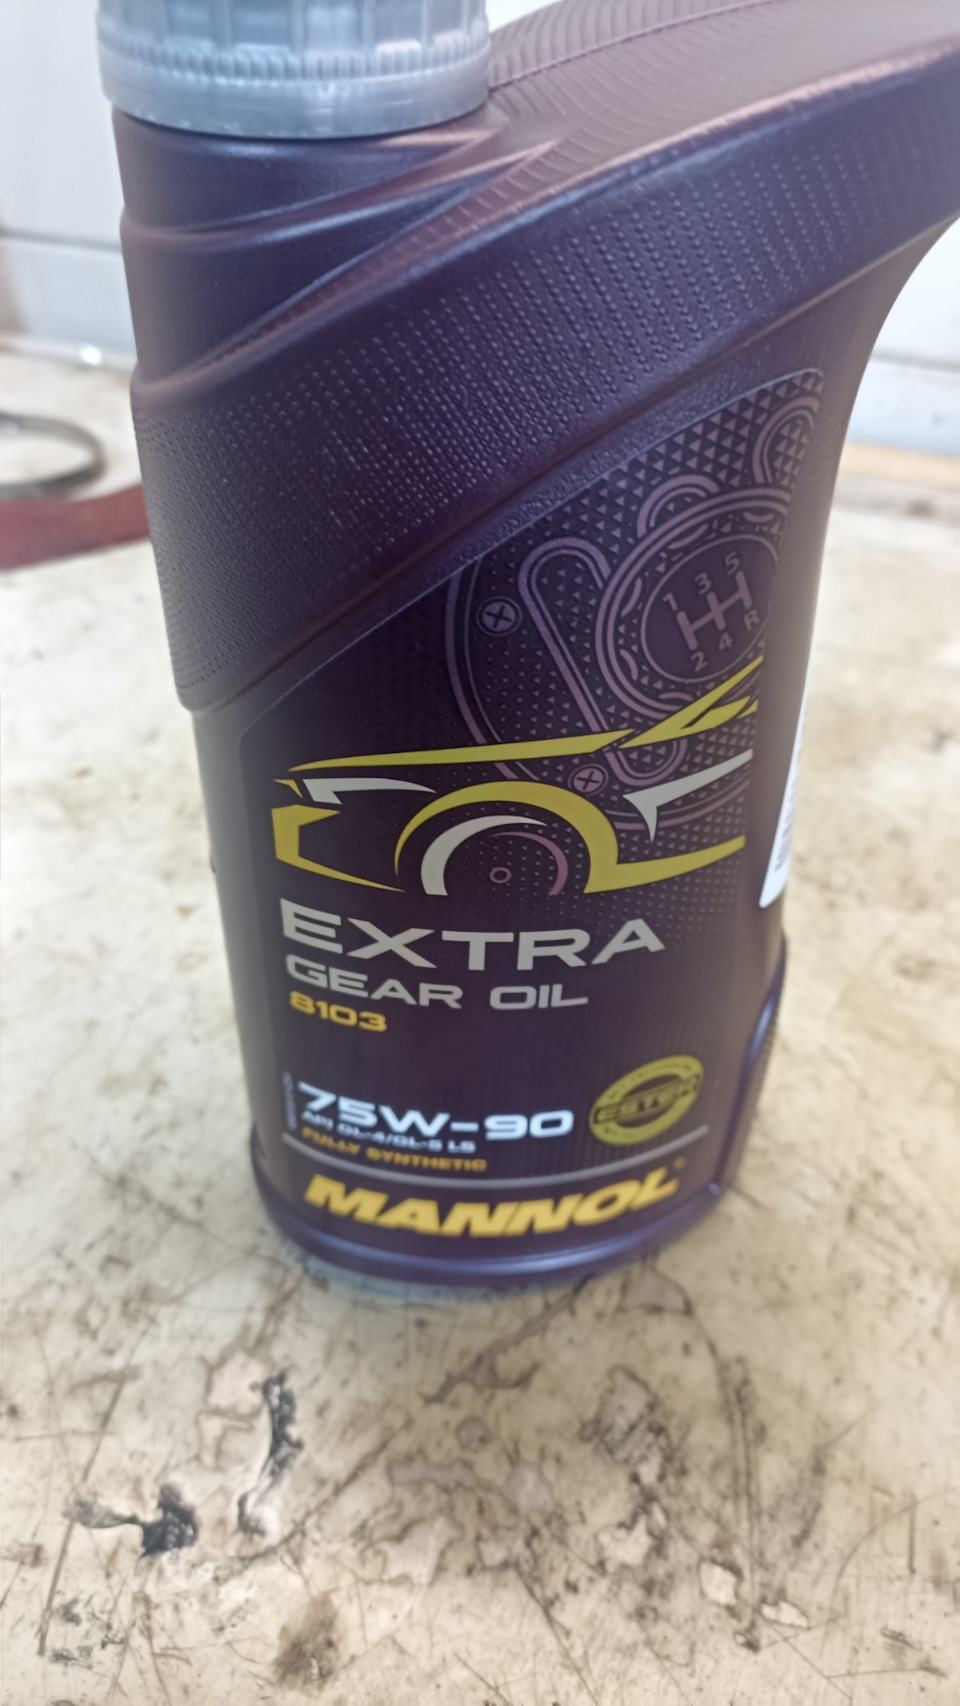 1 3 5
2 4 R
EXTRA
GEAR OIL
8103
75W-90
API GL-4/GL-5 LS
FULLY SYNTHETIC
ESTER
MANNOL